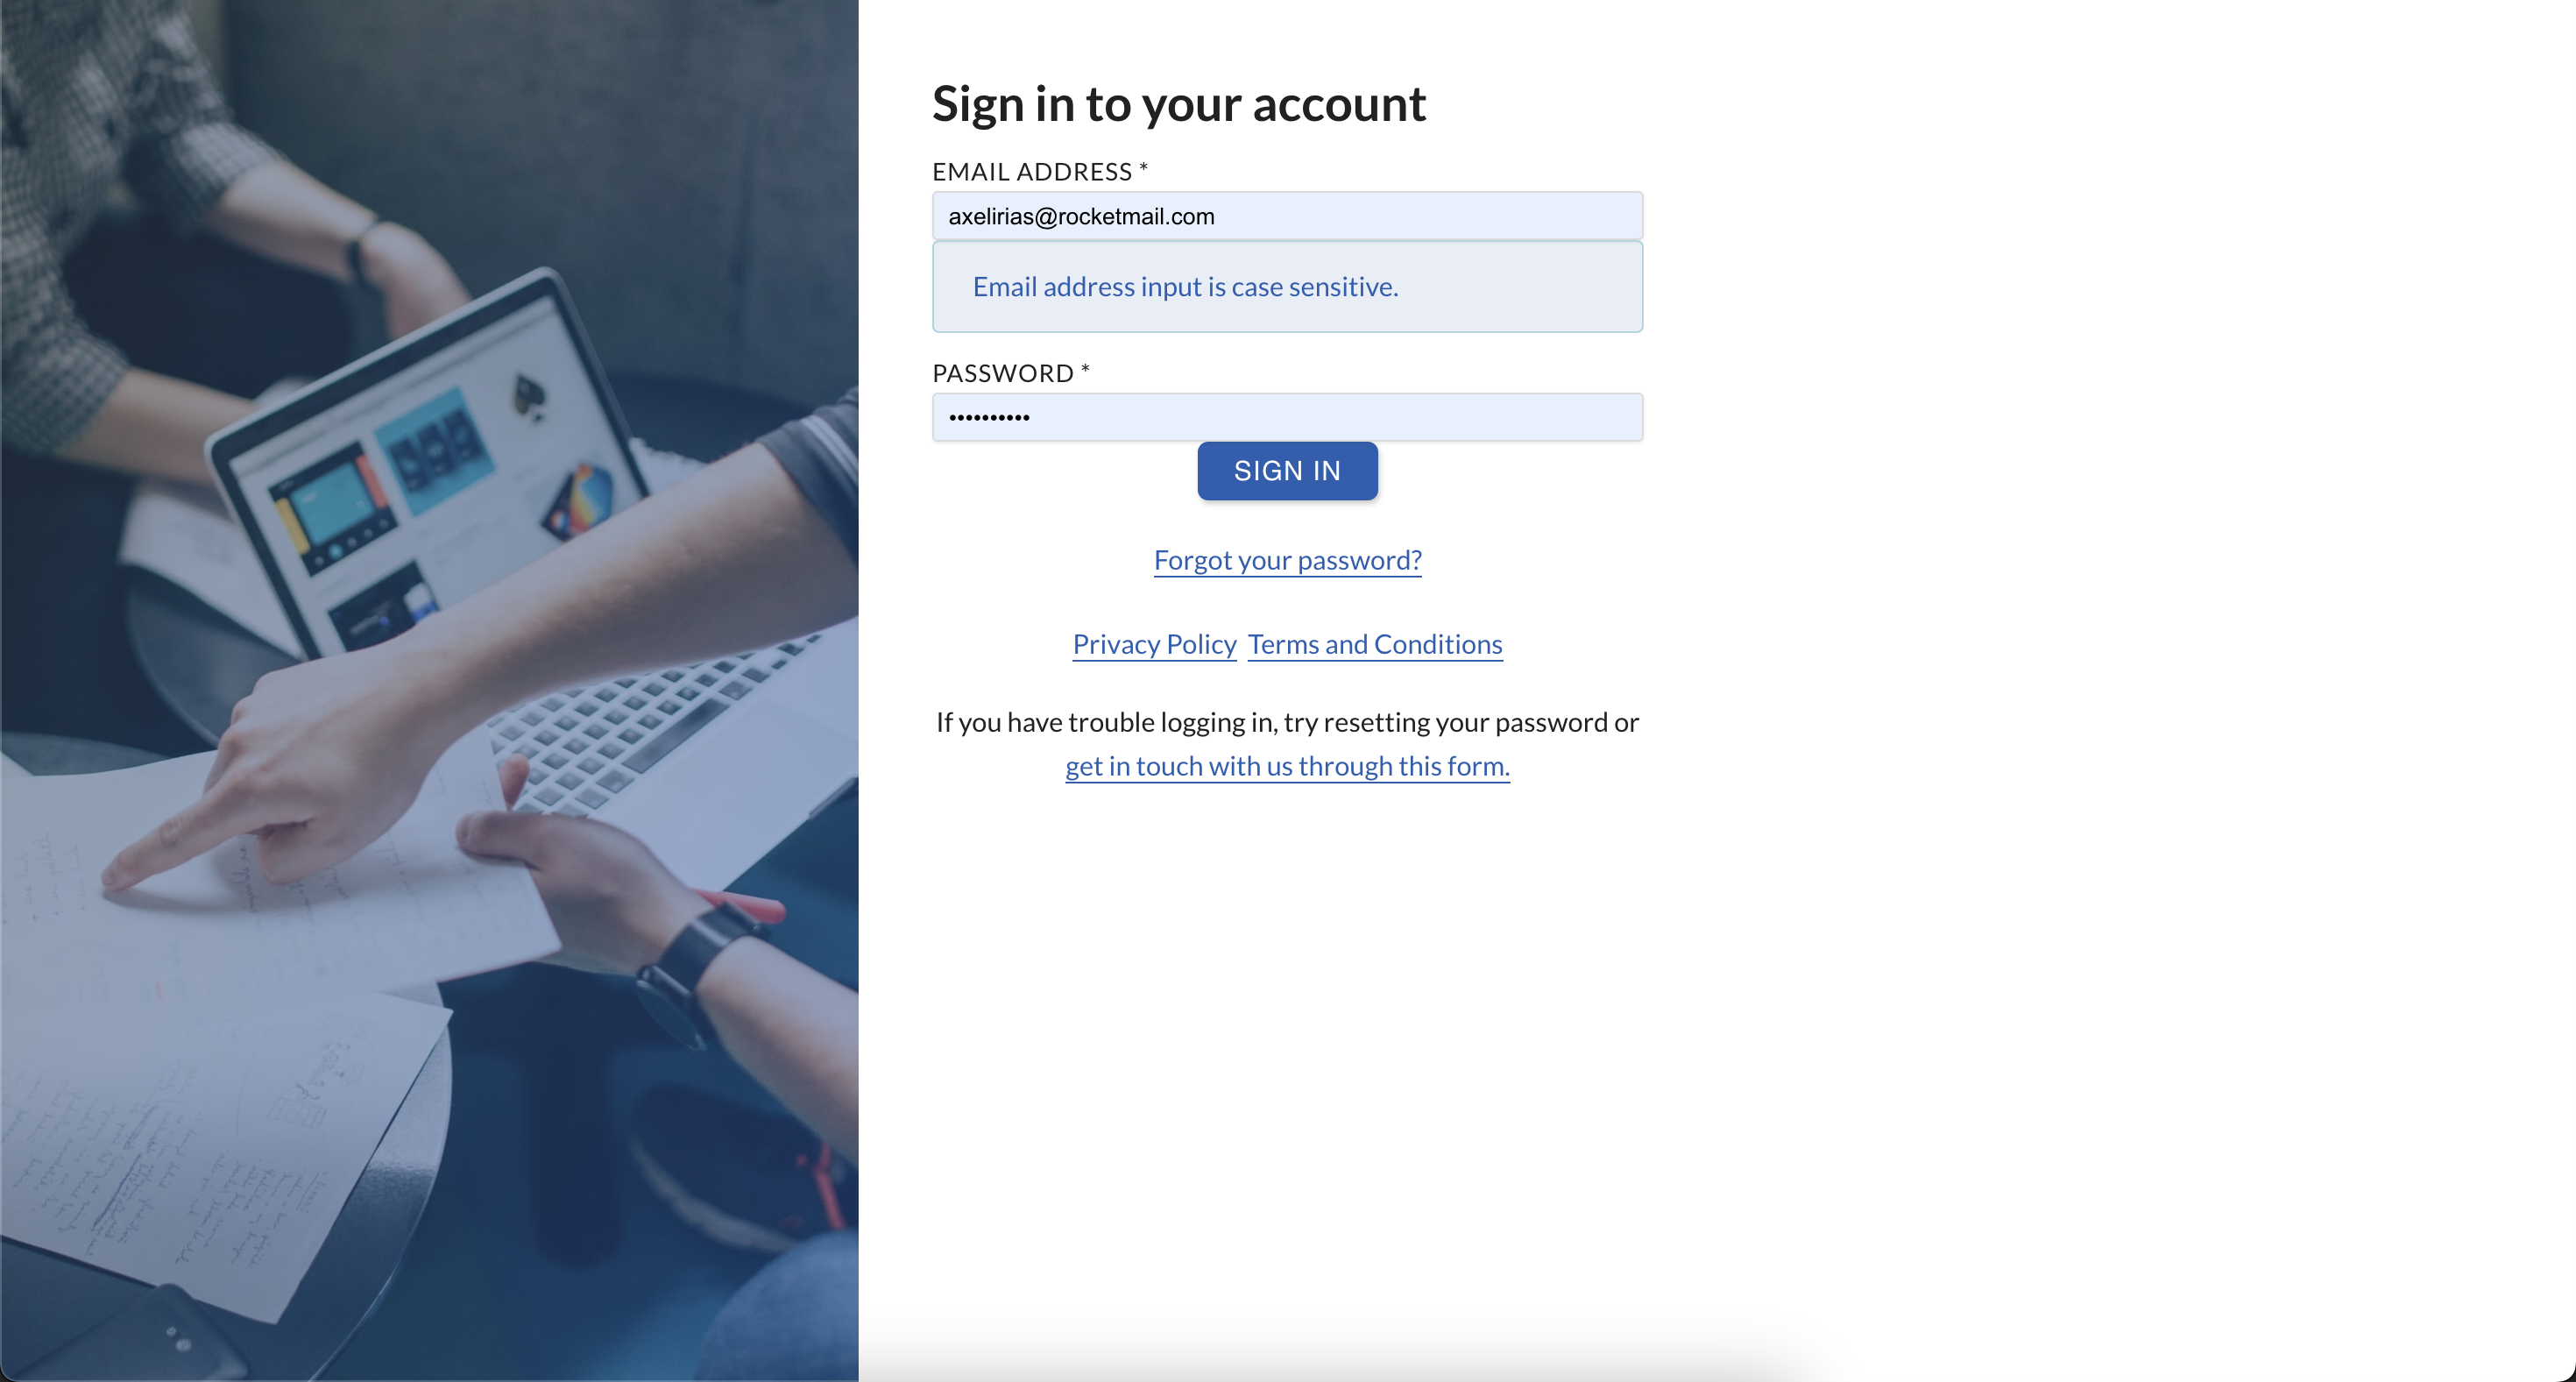 Sign in to your account
EMAIL ADDRESS *
axelirias@rocketmail.com
Email address input is case sensitive.
PASSWORD *
••••••••••
SIGN IN
Forgot your password?
Privacy Policy Terms and Conditions
If you have trouble logging in, try resetting your password or
get in touch with us through this form.